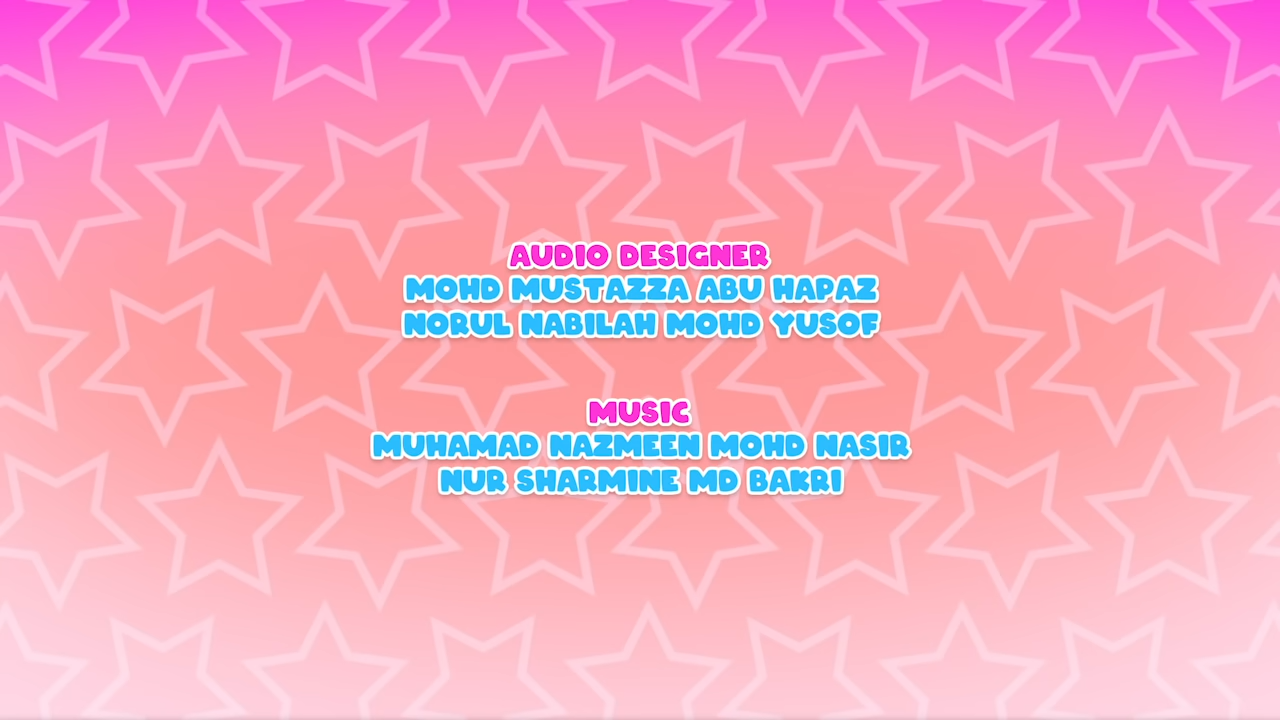 AUDIO DESIGNER
MOHD MUSTAZZA ABU HAPAZ
NORUL NABILAH MOHD YUSOF
MUSIC
MUHAMAD NAZMEEN MOHD NASIR
NUR SHARMINE MD BAKRI